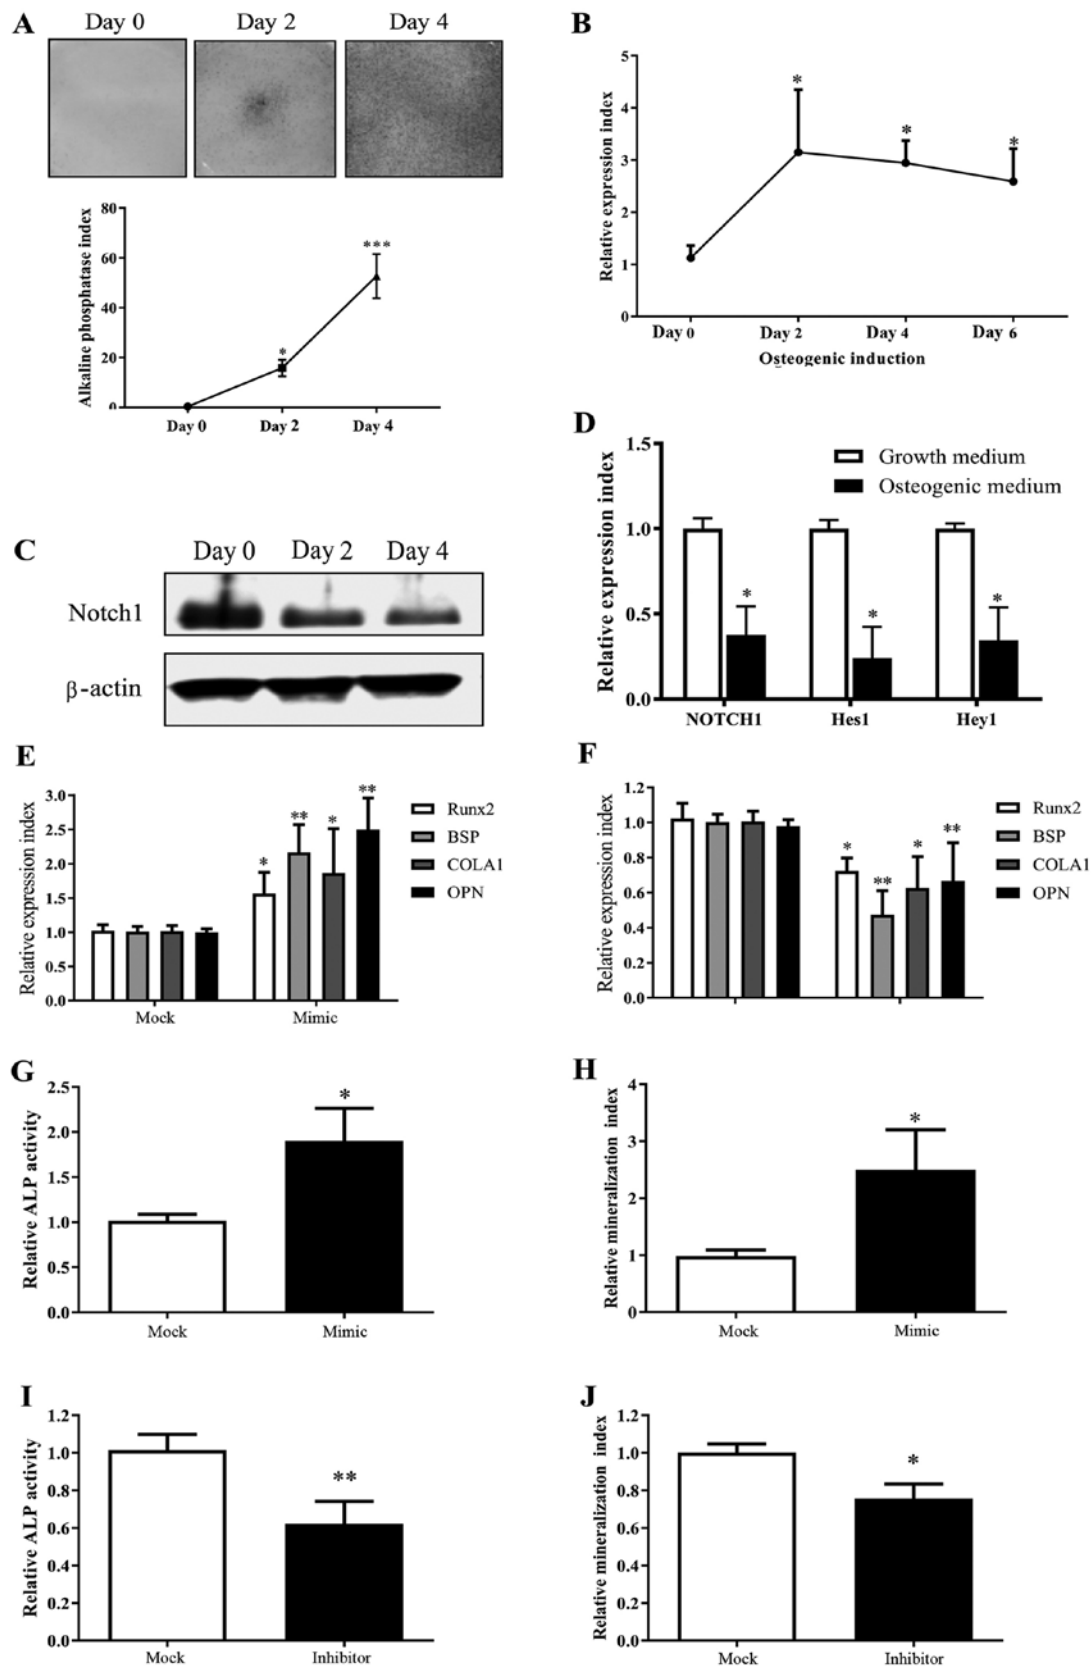 A
Day 0 Day 2 Day 4
80
60
40
20
0
Alkaline phosphatase index
*
***
Day 0 Day 2 Day 4
B
5
4
3
2
1
0
Relative expression index
*
*
*
Day 0 Day 2 Day 4 Day 6
Osteogenic induction
C
Day 0 Day 2 Day 4
Notch1
β-actin
D
1.5
1.0
0.5
0.0
Relative expression index
Growth medium
Osteogenic medium
*
*
*
NOTCH1 Hes1 Hey1
E
3.0
2.5
2.0
1.5
1.0
0.5
0.0
Relative expression index
*
**
*
**
Runx2
BSP
COLA1
OPN
Mock Mimic
F
1.2
1.0
0.8
0.6
0.4
0.2
0.0
Relative expression index
*
**
*
**
Runx2
BSP
COLA1
OPN
G
2.5
2.0
1.5
1.0
0.5
0.0
Relative ALP activity
*
Mock Mimic
H
4
3
2
1
0
Relative mineralization index
*
Mock Mimic
I
1.2
1.0
0.8
0.6
0.4
0.2
0.0
Relative ALP activity
**
Mock Inhibitor
J
1.2
1.0
0.8
0.6
0.4
0.2
0.0
Relative mineralization index
*
Mock Inhibitor